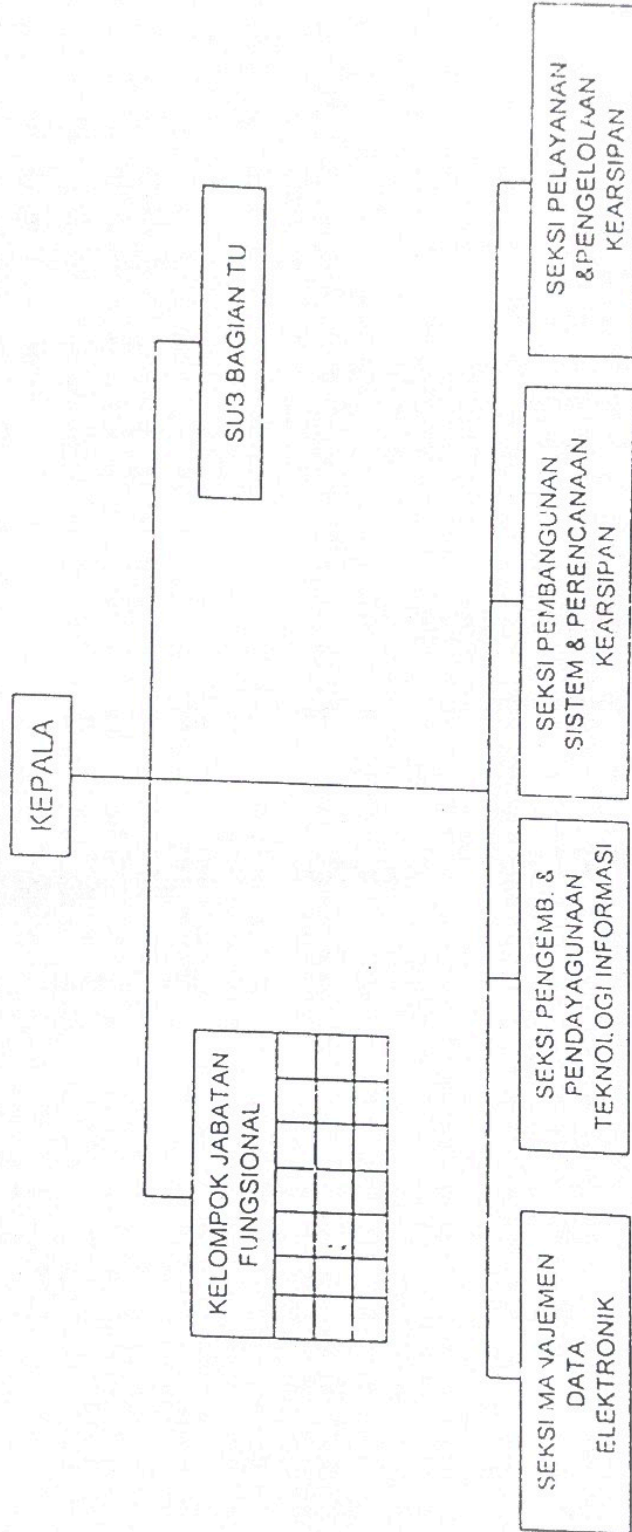 KEPALA
KELOMPOK JABATAN
FUNGSIONAL
SU3 BAGIAN TU
SEKSI MANAJEMEN
DATA
ELEKTRONIK
SEKSI PENGEMB. &
PENDAYAGUNAAN
TEKNOLOGI INFORMASI
SEKSI PEMBANGUNAN
SISTEM & PERENCANAAN
KEARSIPAN
SEKSI PELAYANAN
&PENGELOLAAN
KEARSIPAN